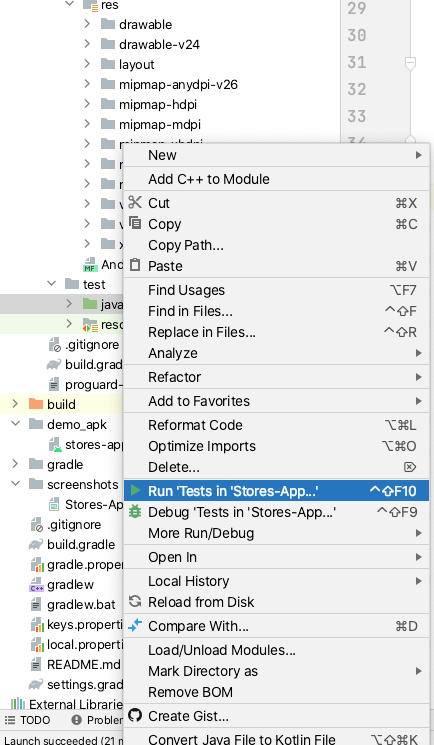 res
29
drawable
30
drawable-v24
layout
31
mipmap-anydpi-v26
32
mipmap-hdpi
33
mipmap-mdpi
New
Add C++ to Module
Cut ⌘X
Copy ⌘C
Copy Path...
Paste ⌘V
Find Usages ⌥F7
Find in Files... ^⇧F
Replace in Files... ^⇧R
Analyze
Refactor
Add to Favorites
Reformat Code ⌥⌘L
Optimize Imports ⌥⌘O
Delete... ⌦
Run 'Tests in 'Stores-App...' ^⇧F10
Debug 'Tests in 'Stores-App...' ^⇧F9
More Run/Debug
Open In
Local History
Reload from Disk
Compare With... ⌘D
Load/Unload Modules...
Mark Directory as
Remove BOM
Create Gist...
Convert Java File to Kotlin File ⌥⇧⌘K
MF And
test
java
reso
.gitignore
build.grad
proguard-
build
demo_apk
stores-app
gradle
screenshots
Stores-Ap
.gitignore
build.gradle
gradle.prope
C++ gradlew
gradlew.bat
keys.properti
local.properti
README.md
settings.grad
External Libraries
TODO Problem
Launch succeeded (21 m